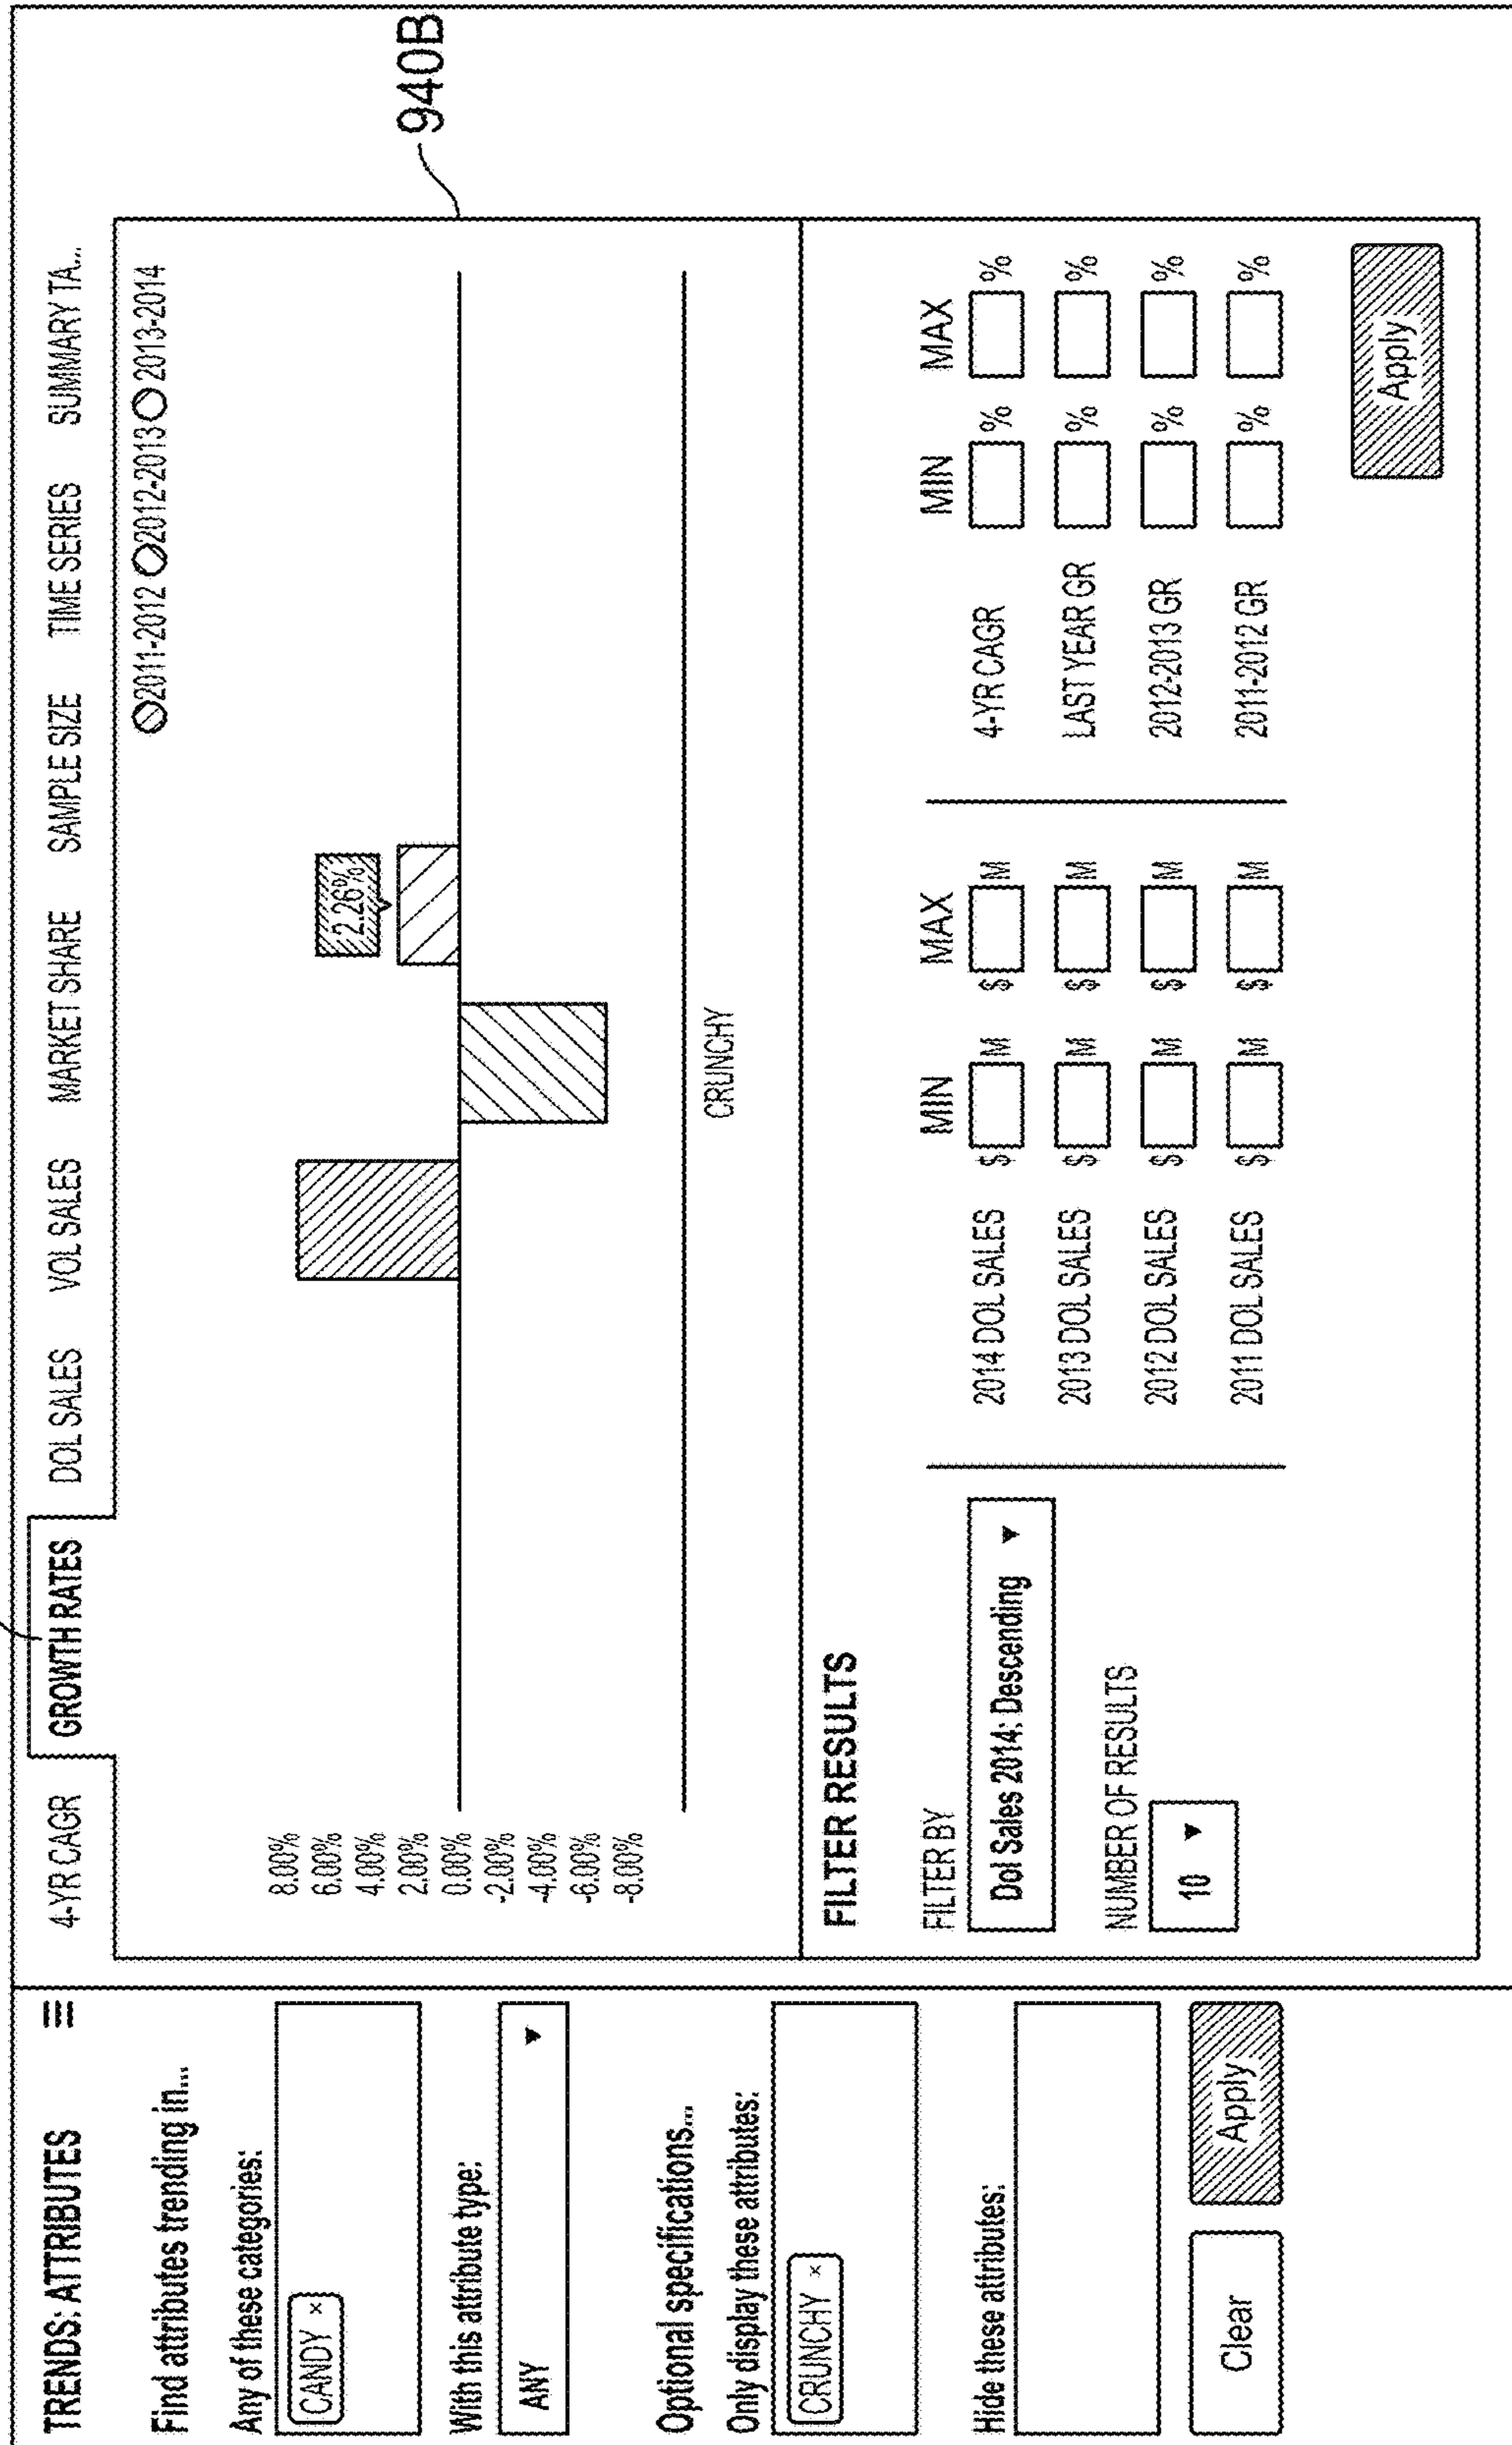 TRENDS: ATTRIBUTES
Find attributes trending in...
Any of these categories:
CANDY ×
With this attribute type:
ANY ▼
Optional specifications...
Only display these attributes:
CRUNCHY ×
Hide these attributes:
Clear Apply
4-YR CAGR GROWTH RATES DOL SALES VOL SALES MARKET SHARE SAMPLE SIZE TIME SERIES SUMMARY TA...
2011-2012 2012-2013 2013-2014
8.00%
6.00%
4.00%
2.00%
0.00%
-2.00%
-4.00%
-6.00%
-8.00%
2.26%
CRUNCHY
940B
FILTER RESULTS
FILTER BY
Dol Sales 2014: Descending ▼
NUMBER OF RESULTS
10 ▼
MIN MAX
2014 DOL SALES $ M $ M
2013 DOL SALES $ M $ M
2012 DOL SALES $ M $ M
2011 DOL SALES $ M $ M
MIN MAX
4-YR CAGR % %
LAST YEAR GR % %
2012-2013 GR % %
2011-2012 GR % %
Apply